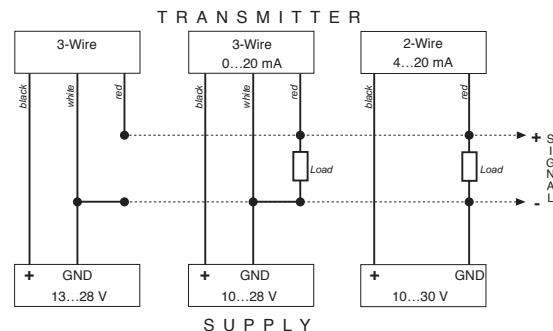 TRANSMITTER
3-Wire
3-Wire
0...20 mA
2-Wire
4...20 mA
black
white
red
black
white
red
black
red
+
SIGNAL
-
Load
Load
+ GND
13...28 V
+ GND
10...28 V
+ GND
10...30 V
SUPPLY